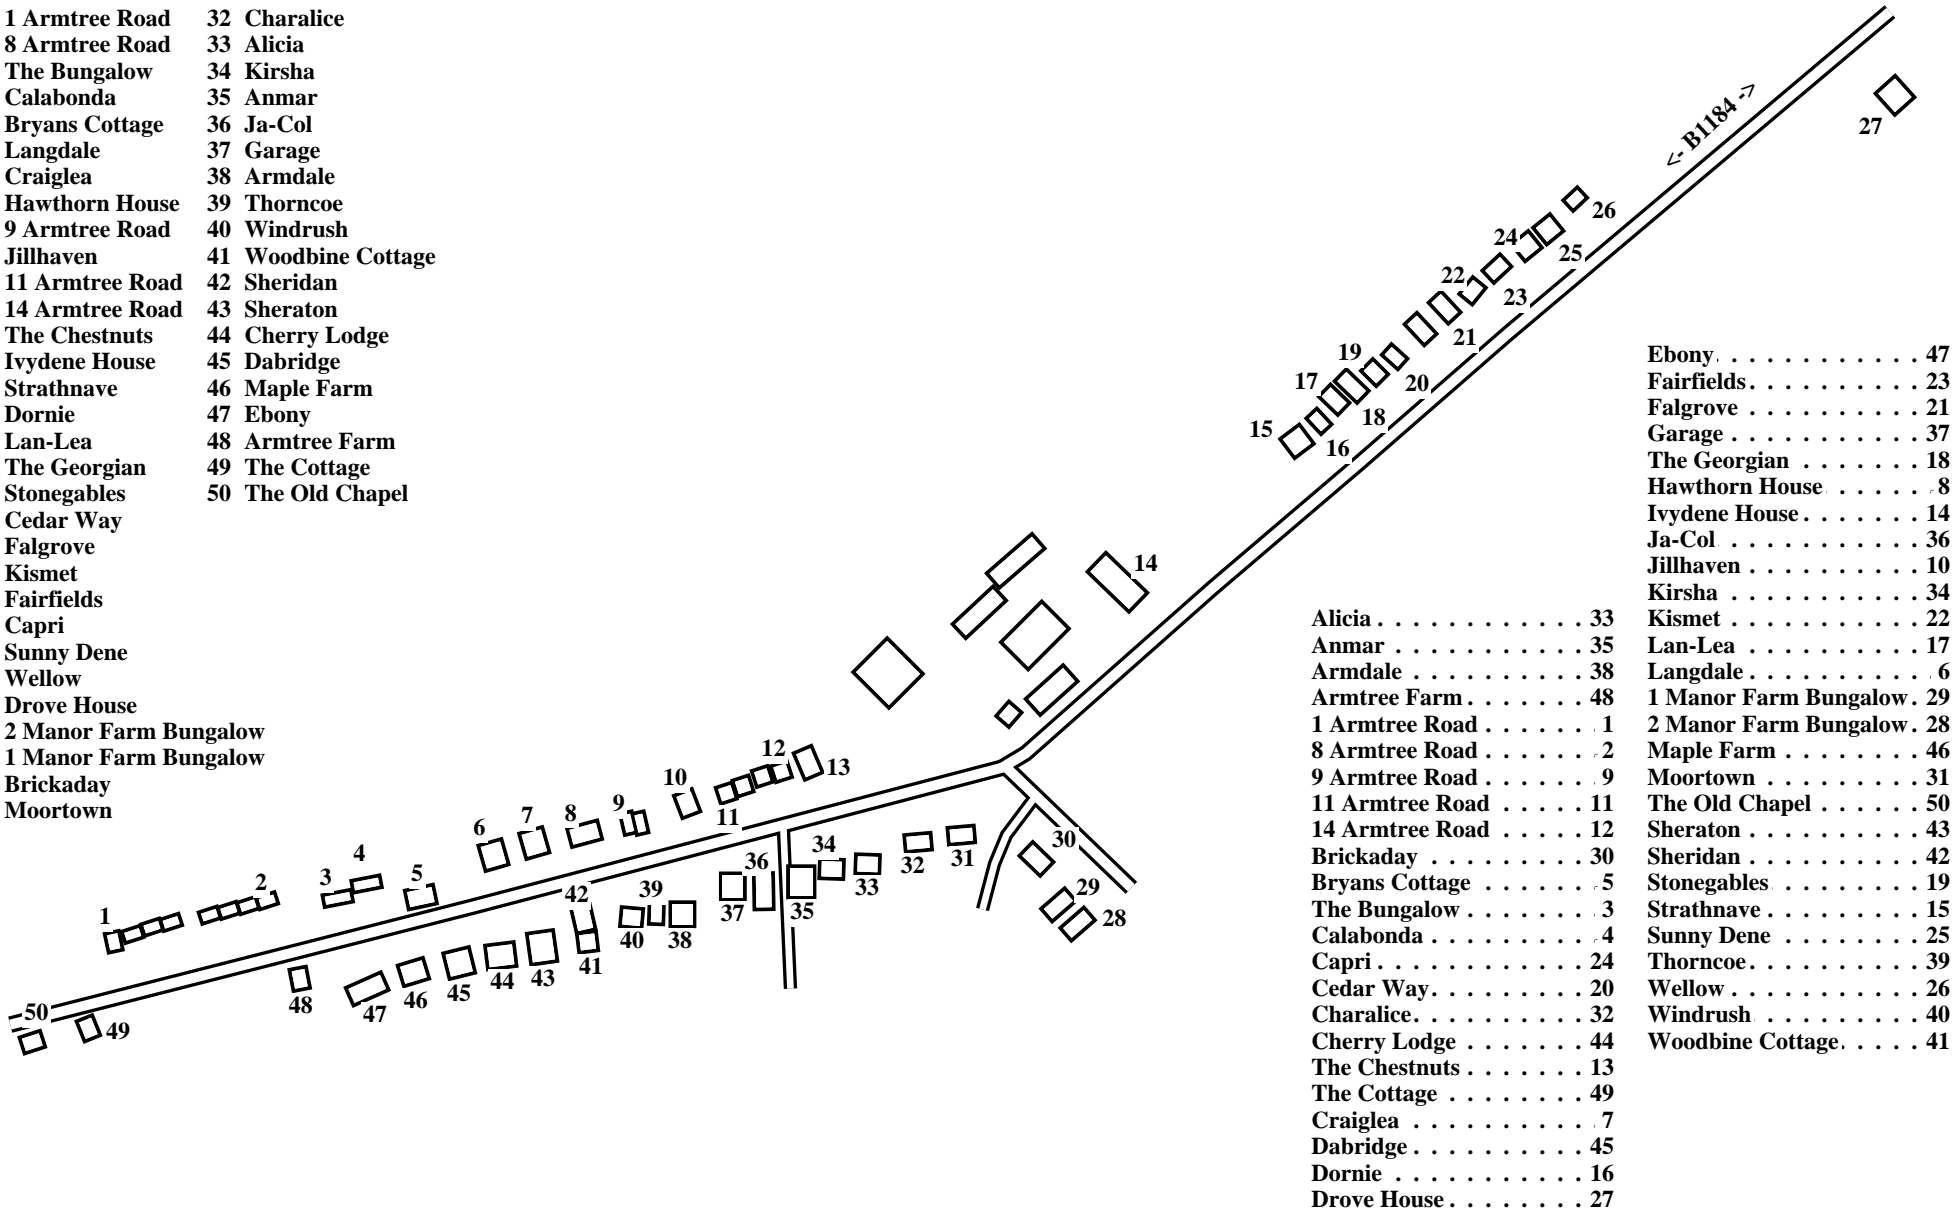 1 Armtree Road
8 Armtree Road
The Bungalow
Calabonda
Bryans Cottage
Langdale
Craiglea
Hawthorn House
9 Armtree Road
Jillhaven
11 Armtree Road
14 Armtree Road
The Chestnuts
Ivydene House
Strathnave
Dornie
Lan-Lea
The Georgian
Stonegables
Cedar Way
Falgrove
Kismet
Fairfields
Capri
Sunny Dene
Wellow
Drove House
2 Manor Farm Bungalow
1 Manor Farm Bungalow
Brickaday
Moortown
32 Charalice
33 Alicia
34 Kirsha
35 Anmar
36 Ja-Col
37 Garage
38 Armdale
39 Thorncoe
40 Windrush
41 Woodbine Cottage
42 Sheridan
43 Sheraton
44 Cherry Lodge
45 Dabridge
46 Maple Farm
47 Ebony
48 Armtree Farm
49 The Cottage
50 The Old Chapel
<- B1184 ->
27
26
24
25
22
23
21
19
20
17
18
15
16
14
12
13
10
11
9
8
7
6
5
4
3
2
1
50
49
48
47
46
45
44
43
42
41
40
39
38
37
36
35
34
33
32
31
30
29
28
Alicia . . . . . . . . . . . . 33
Anmar . . . . . . . . . . . 35
Armdale . . . . . . . . . . 38
Armtree Farm . . . . . . . 48
1 Armtree Road . . . . . . 1
8 Armtree Road . . . . . . 2
9 Armtree Road . . . . . . 9
11 Armtree Road . . . . . 11
14 Armtree Road . . . . . 12
Brickaday . . . . . . . . . 30
Bryans Cottage . . . . . . 5
The Bungalow . . . . . . . 3
Calabonda . . . . . . . . . 4
Capri . . . . . . . . . . . . 24
Cedar Way. . . . . . . . . 20
Charalice. . . . . . . . . . 32
Cherry Lodge . . . . . . . 44
The Chestnuts . . . . . . . 13
The Cottage . . . . . . . . 49
Craiglea . . . . . . . . . . . 7
Dabridge . . . . . . . . . . 45
Dornie . . . . . . . . . . . 16
Drove House . . . . . . . . 27
Ebony . . . . . . . . . . . . 47
Fairfields . . . . . . . . . . 23
Falgrove . . . . . . . . . . 21
Garage . . . . . . . . . . . 37
The Georgian . . . . . . . 18
Hawthorn House . . . . . . 8
Ivydene House . . . . . . . 14
Ja-Col . . . . . . . . . . . . 36
Jillhaven . . . . . . . . . . 10
Kirsha . . . . . . . . . . . 34
Kismet . . . . . . . . . . . 22
Lan-Lea . . . . . . . . . . 17
Langdale . . . . . . . . . . . 6
1 Manor Farm Bungalow . 29
2 Manor Farm Bungalow . 28
Maple Farm . . . . . . . . 46
Moortown . . . . . . . . . 31
The Old Chapel . . . . . . 50
Sheraton . . . . . . . . . . 43
Sheridan . . . . . . . . . . 42
Stonegables . . . . . . . . . 19
Strathnave . . . . . . . . . 15
Sunny Dene . . . . . . . . 25
Thorncoe . . . . . . . . . . 39
Wellow . . . . . . . . . . . 26
Windrush . . . . . . . . . . 40
Woodbine Cottage . . . . . 41